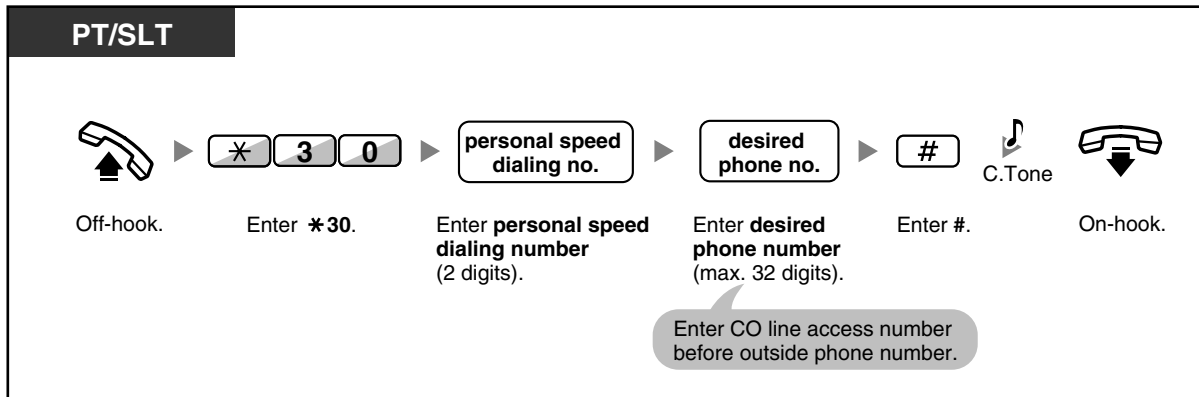 PT/SLT
* 3 0
personal speed
dialing no.
desired
phone no.
#
C.Tone
Off-hook.
Enter *30.
Enter personal speed
dialing number
(2 digits).
Enter desired
phone number
(max. 32 digits).
Enter #.
On-hook.
Enter CO line access number
before outside phone number.